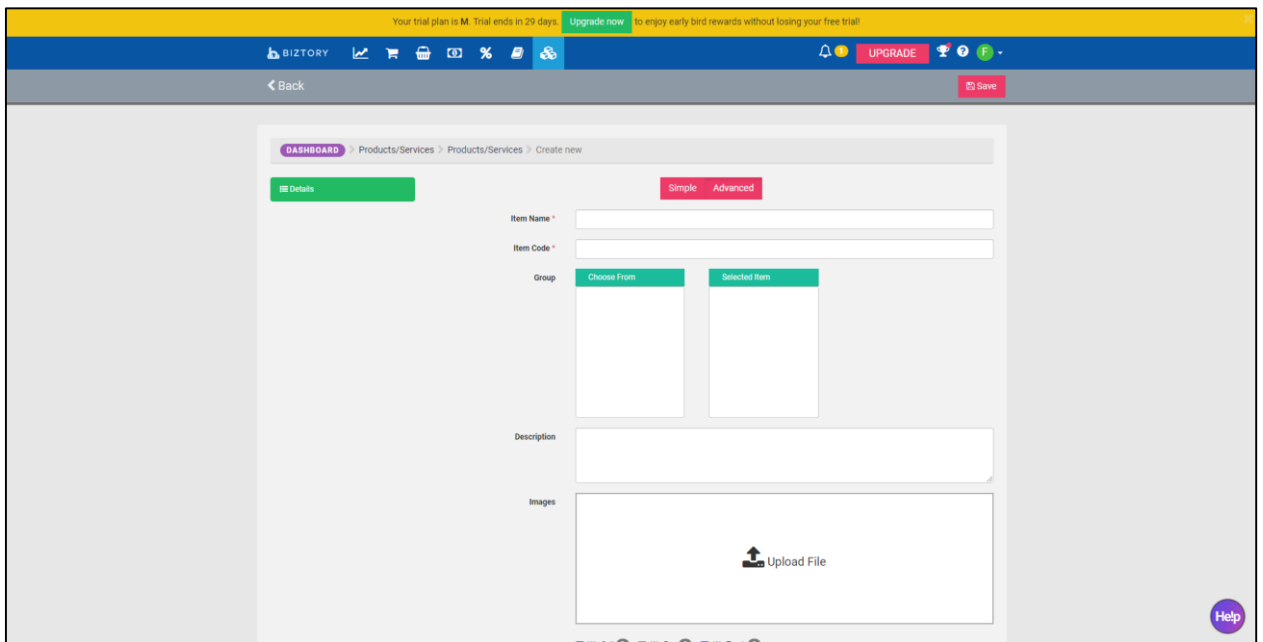 Your trial plan is M. Trial ends in 29 days. Upgrade now to enjoy early bird rewards without losing your free trial!
BIZTORY 1 UPGRADE F
Back Save
DASHBOARD > Products/Services > Products/Services > Create new
Details Simple Advanced
Item Name *
Item Code *
Group Choose From Selected Item
Description
Images
Upload File
Help